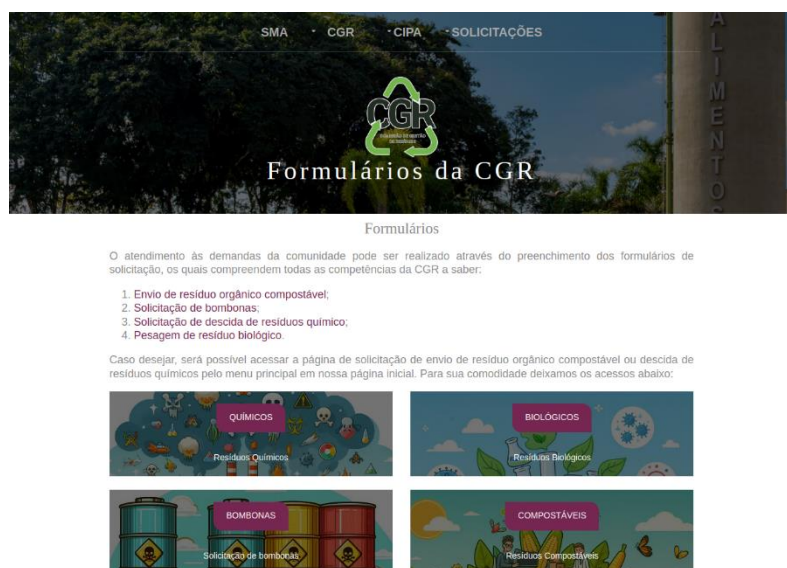 SMA
CGR
CIPA
SOLICITAÇÕES
ALIMENTOS
CGR
Formulários da CGR
Formulários
O atendimento às demandas da comunidade pode ser realizado através do preenchimento dos formulários de
solicitação, os quais compreendem todas as competências da CGR a saber:
1. Envio de resíduo orgânico compostável;
2. Solicitação de bombonas;
3. Solicitação de descida de resíduos químico;
4. Pesagem de resíduo biológico.
Caso desejar, será possível acessar a página de solicitação de envio de resíduo orgânico compostável ou descida de
resíduos químicos pelo menu principal em nossa página inicial. Para sua comodidade deixamos os acessos abaixo:
QUÍMICOS
Resíduos Químicos
BIOLÓGICOS
Resíduos Biológicos
BOMBONAS
Solicitação de bombonas
COMPOSTÁVEIS
Resíduos Compostáveis